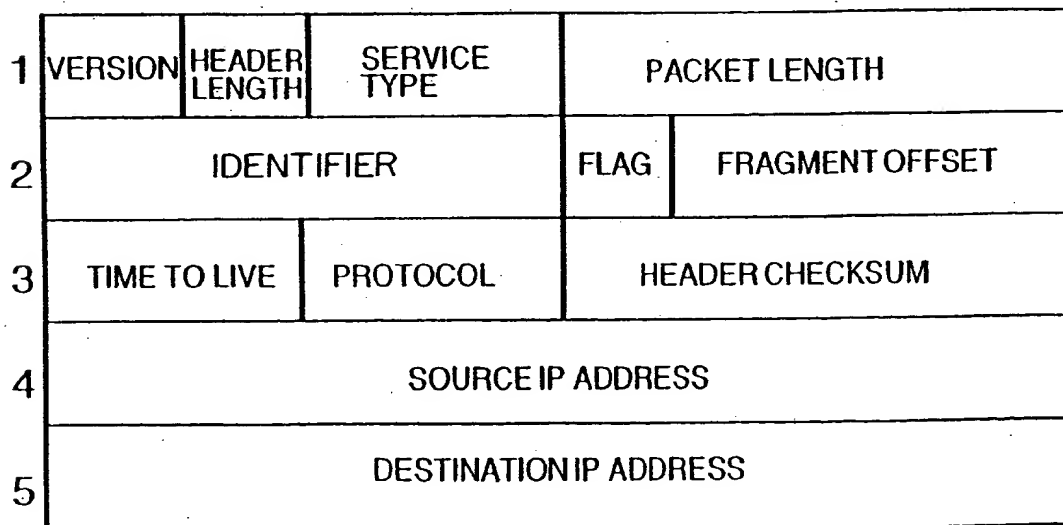 1 VERSION HEADER LENGTH SERVICE TYPE PACKET LENGTH
2 IDENTIFIER FLAG FRAGMENT OFFSET
3 TIME TO LIVE PROTOCOL HEADER CHECKSUM
4 SOURCE IP ADDRESS
5 DESTINATION IP ADDRESS